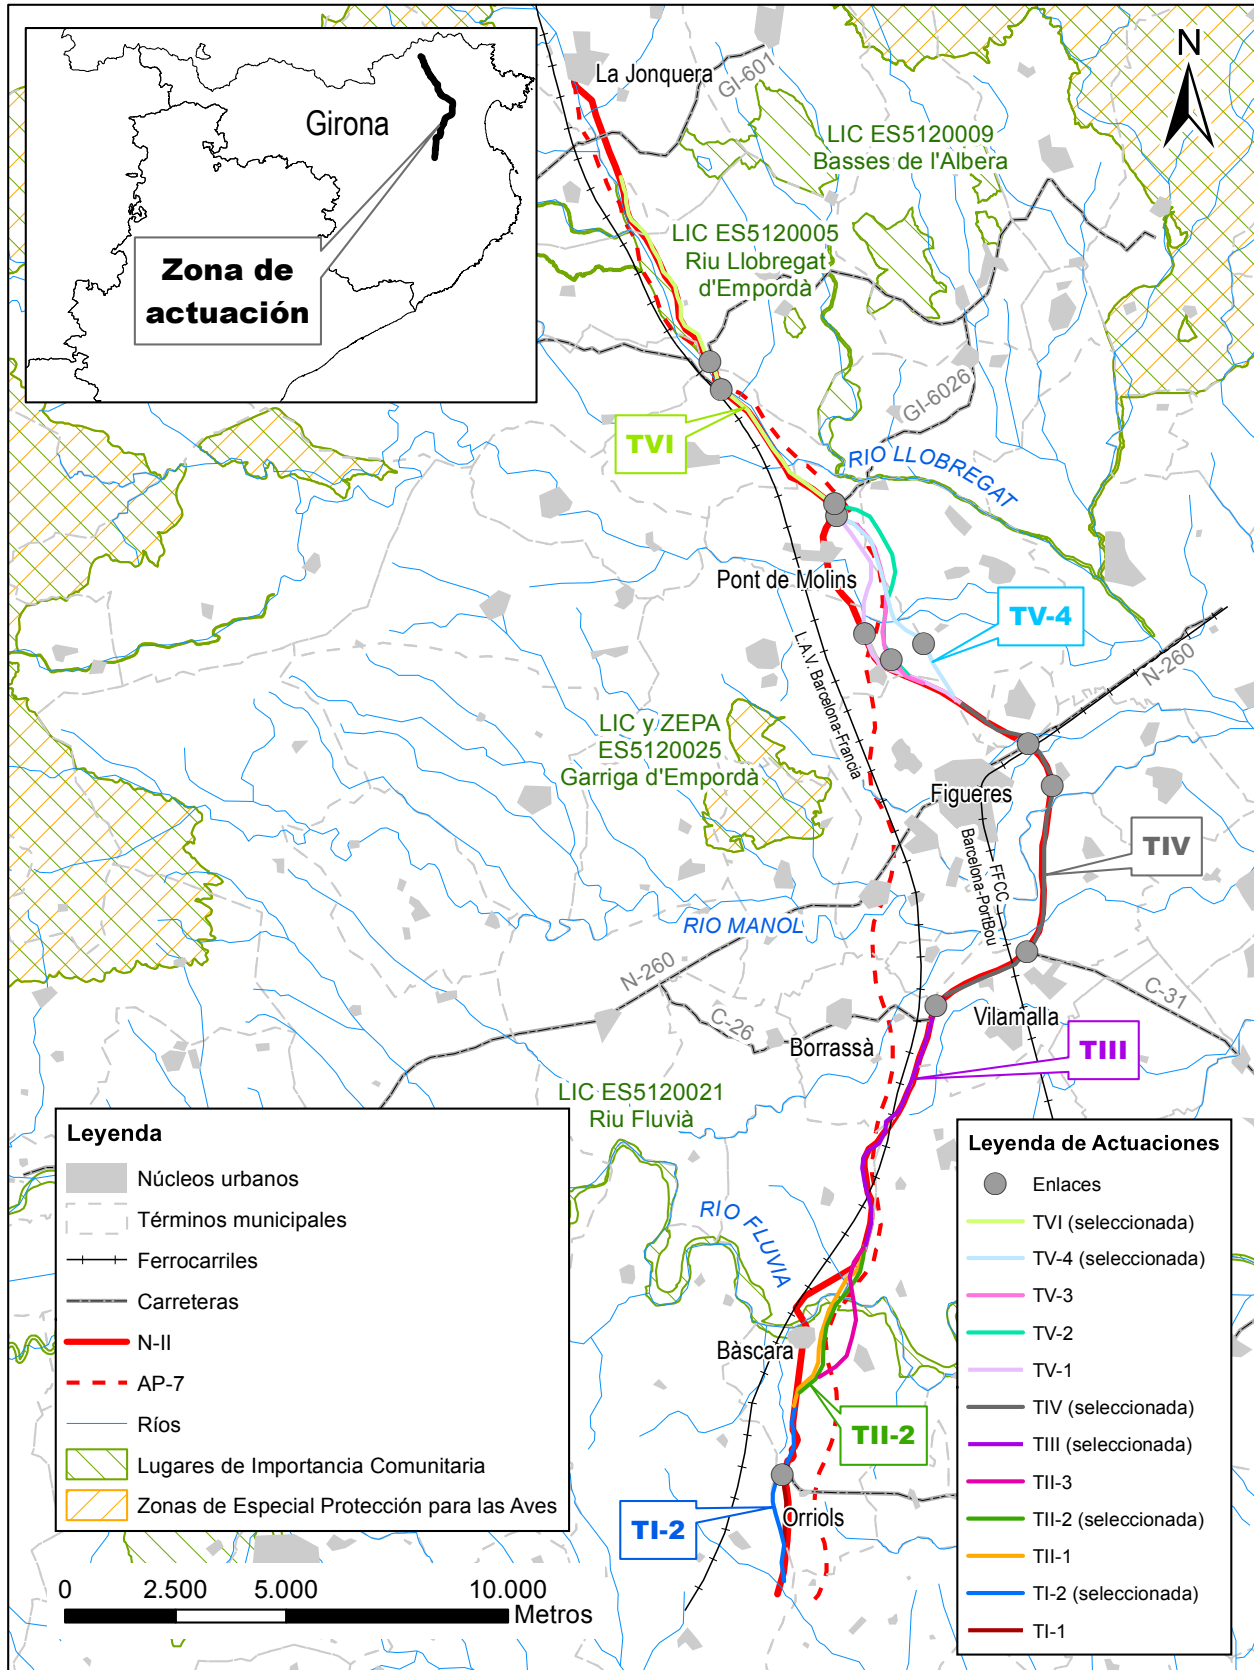 N
La Jonquera
GI-601
Girona
LIC ES5120009
Basses de l'Albera
LIC ES5120005
Riu Llobregat
d'Empordà
Zona de
actuación
GI-6026
TVI
RIO LLOBREGAT
Pont de Molins
TV-4
N-260
L.A.V. Barcelona-Francia
LIC y ZEPA
ES5120025
Garriga d'Empordà
Figueres
FFCC
Barcelona-PortBou
TIV
RIO MANOL
N-260
C-31
C-26
Vilamalla
Borrassà
TIII
LIC ES5120021
Riu Fluvià
RIO FLUVIA
Bàscara
TII-2
TI-2
Orriols
Leyenda
Núcleos urbanos
Términos municipales
Ferrocarriles
Carreteras
N-II
AP-7
Ríos
Lugares de Importancia Comunitaria
Zonas de Especial Protección para las Aves
0 2.500 5.000 10.000
Metros
Leyenda de Actuaciones
Enlaces
TVI (seleccionada)
TV-4 (seleccionada)
TV-3
TV-2
TV-1
TIV (seleccionada)
TIII (seleccionada)
TII-3
TII-2 (seleccionada)
TII-1
TI-2 (seleccionada)
TI-1